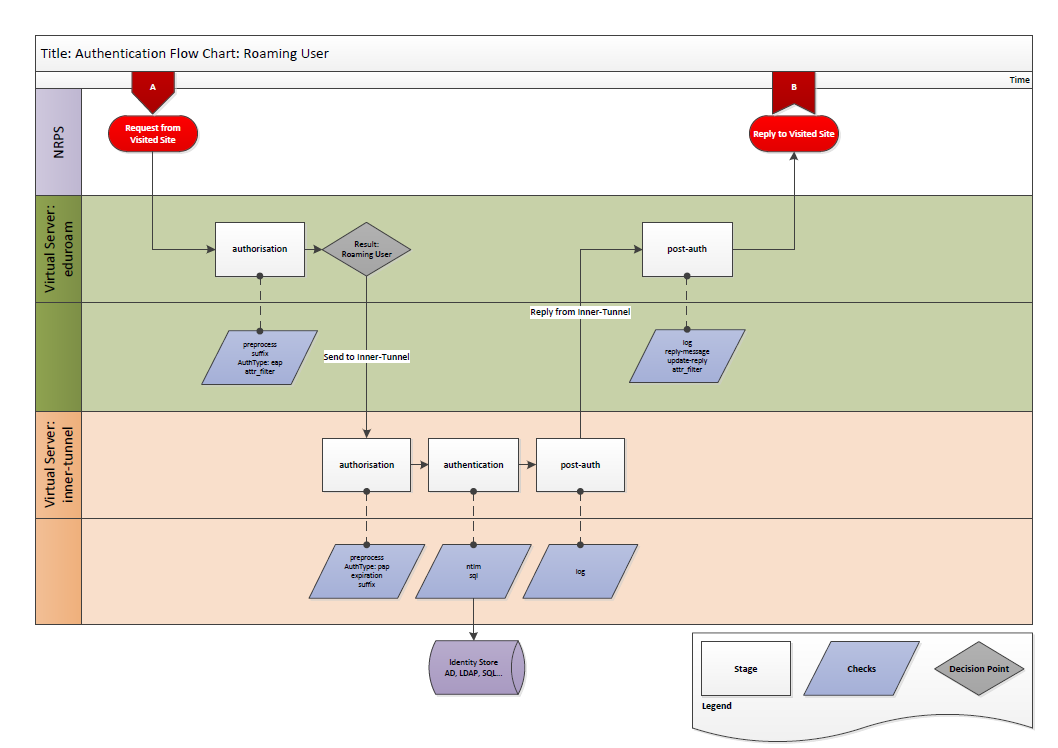 Title: Authentication Flow Chart: Roaming User
Time
A
B
NRPS
Request from
Visited Site
Reply to Visited Site
Virtual Server:
eduroam
authorisation
Result:
Roaming User
post-auth
Reply from Inner-Tunnel
preprocess
suffix
AuthType: eap
attr_filter
Send to Inner-Tunnel
log
reply-message
update-reply
attr_filter
Virtual Server:
inner-tunnel
authorisation
authentication
post-auth
preprocess
AuthType: pap
expiration
suffix
ntlm
sql
log
Identity Store
AD, LDAP, SQL...
Stage
Checks
Decision Point
Legend